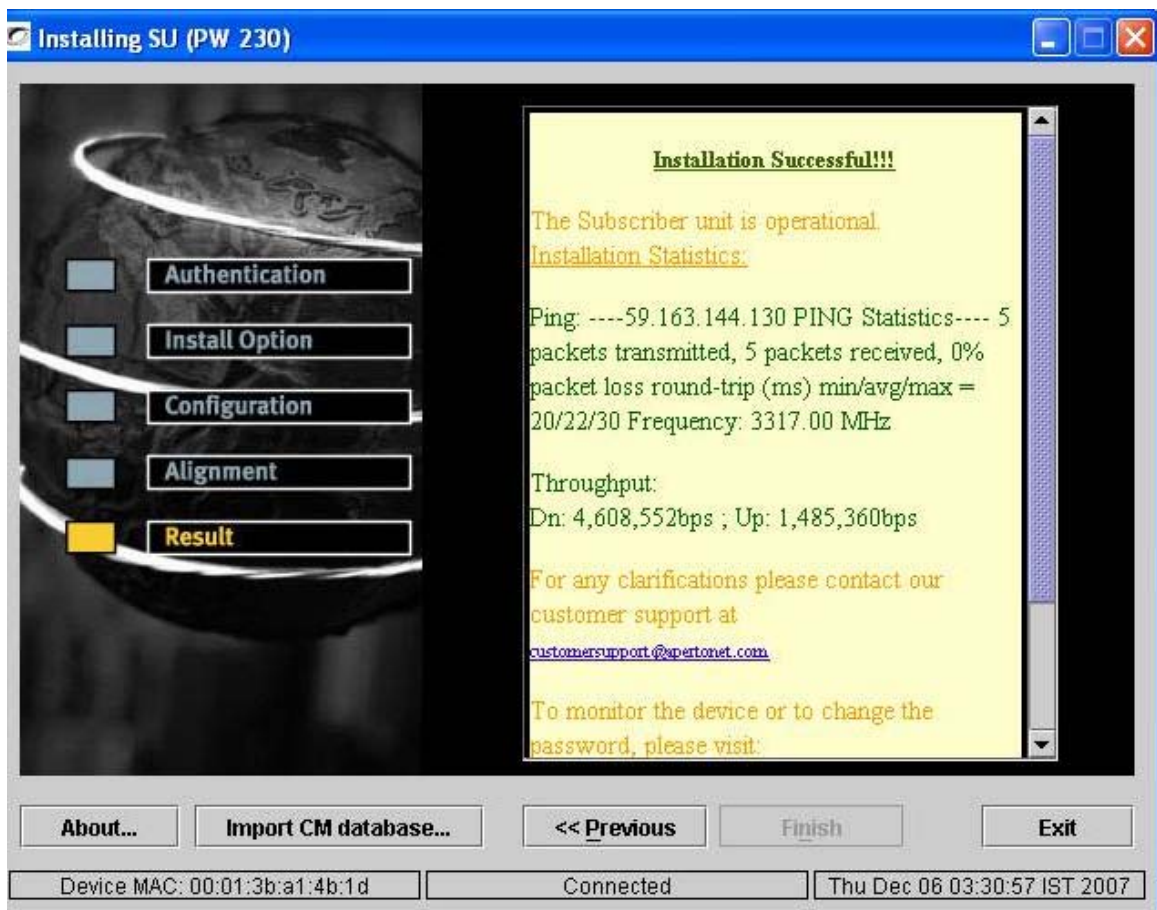 Installing SU (PW 230)
Authentication
Install Option
Configuration
Alignment
Result
Installation Successful!!!
The Subscriber unit is operational.
Installation Statistics:
Ping: ----59.163.144.130 PING Statistics---- 5
packets transmitted, 5 packets received, 0%
packet loss round-trip (ms) min/avg/max =
20/22/30 Frequency: 3317.00 MHz
Throughput:
Dn: 4,608,552bps ; Up: 1,485,360bps
For any clarifications please contact our
customer support at
customersupport@apertonet.com
To monitor the device or to change the
password, please visit:
About...
Import CM database...
<< Previous
Finish
Exit
Device MAC: 00:01:3b:a1:4b:1d
Connected
Thu Dec 06 03:30:57 IST 2007